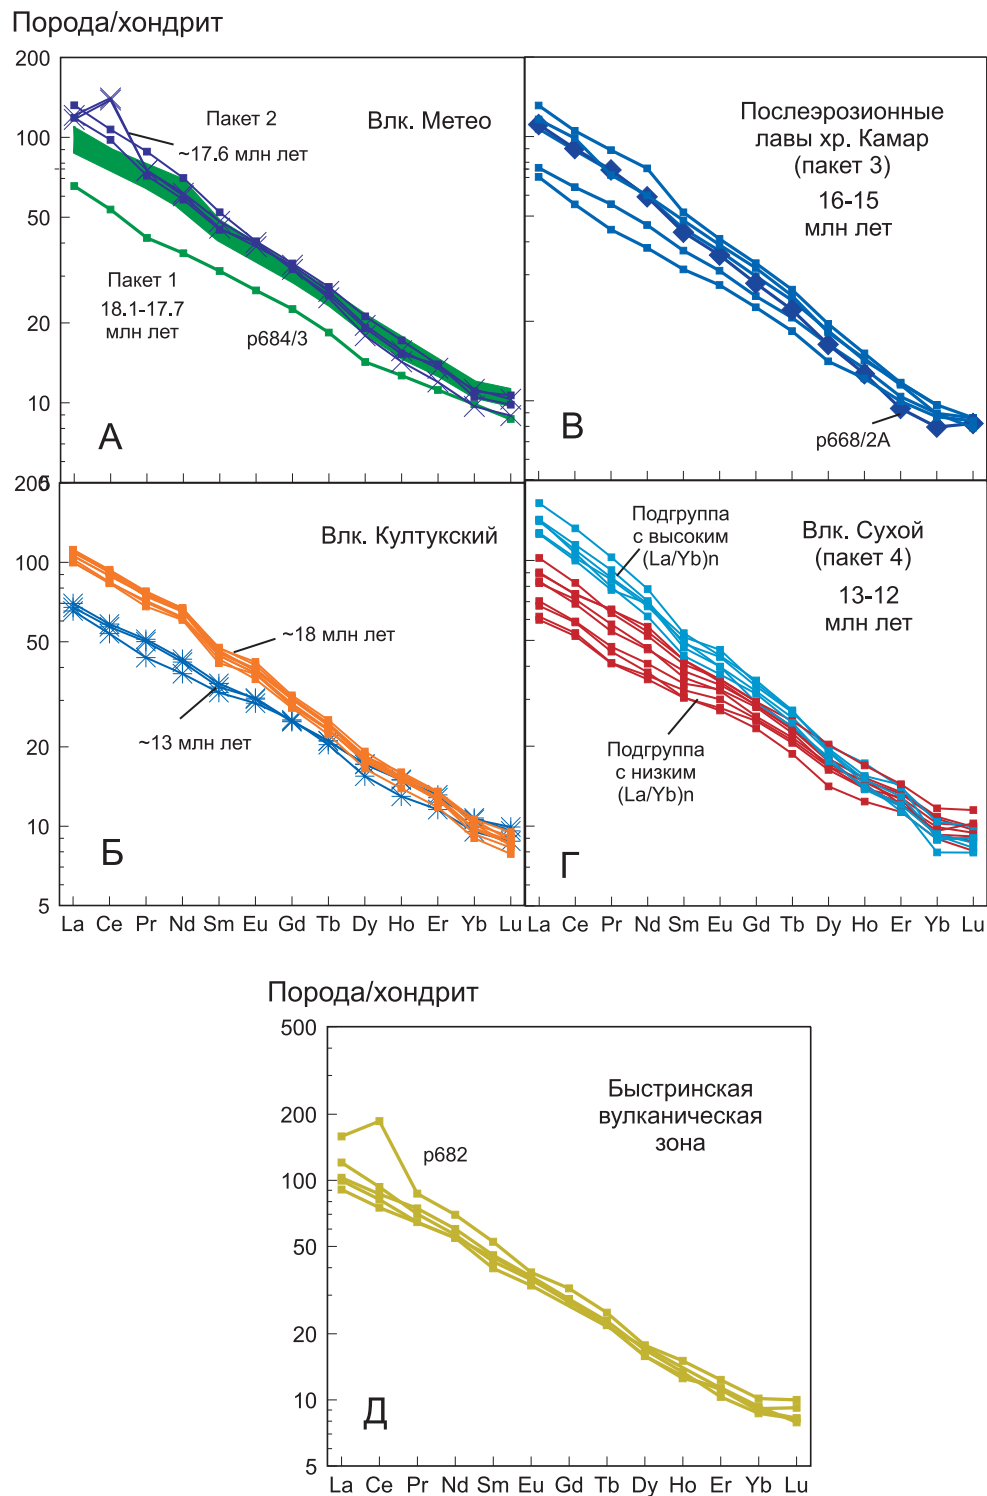 Порода/хондрит
200
100
50
20
10
5
Пакет 2
~17.6 млн лет
Влк. Метео
Пакет 1
18.1-17.7
млн лет
р684/3
А
Послеэрозионные
лавы хр. Камар
(пакет 3)
16-15
млн лет
р668/2А
В
200
100
50
20
10
5
Влк. Култукский
~18 млн лет
~13 млн лет
Б
La Ce Pr Nd Sm Eu Gd Tb Dy Ho Er Yb Lu
Подгруппа
с высоким
(La/Yb)n
Влк. Сухой
(пакет 4)
13-12
млн лет
Подгруппа
с низким
(La/Yb)n
Г
La Ce Pr Nd Sm Eu Gd Tb Dy Ho Er Yb Lu
Порода/хондрит
500
200
100
50
20
10
5
р682
Быстринская
вулканическая
зона
Д
La Ce Pr Nd Sm Eu Gd Tb Dy Ho Er Yb Lu